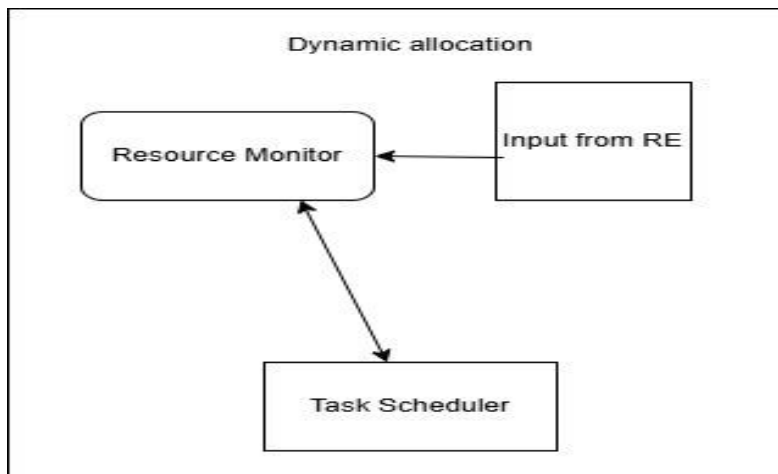 Dynamic allocation
Resource Monitor
Input from RE
Task Scheduler